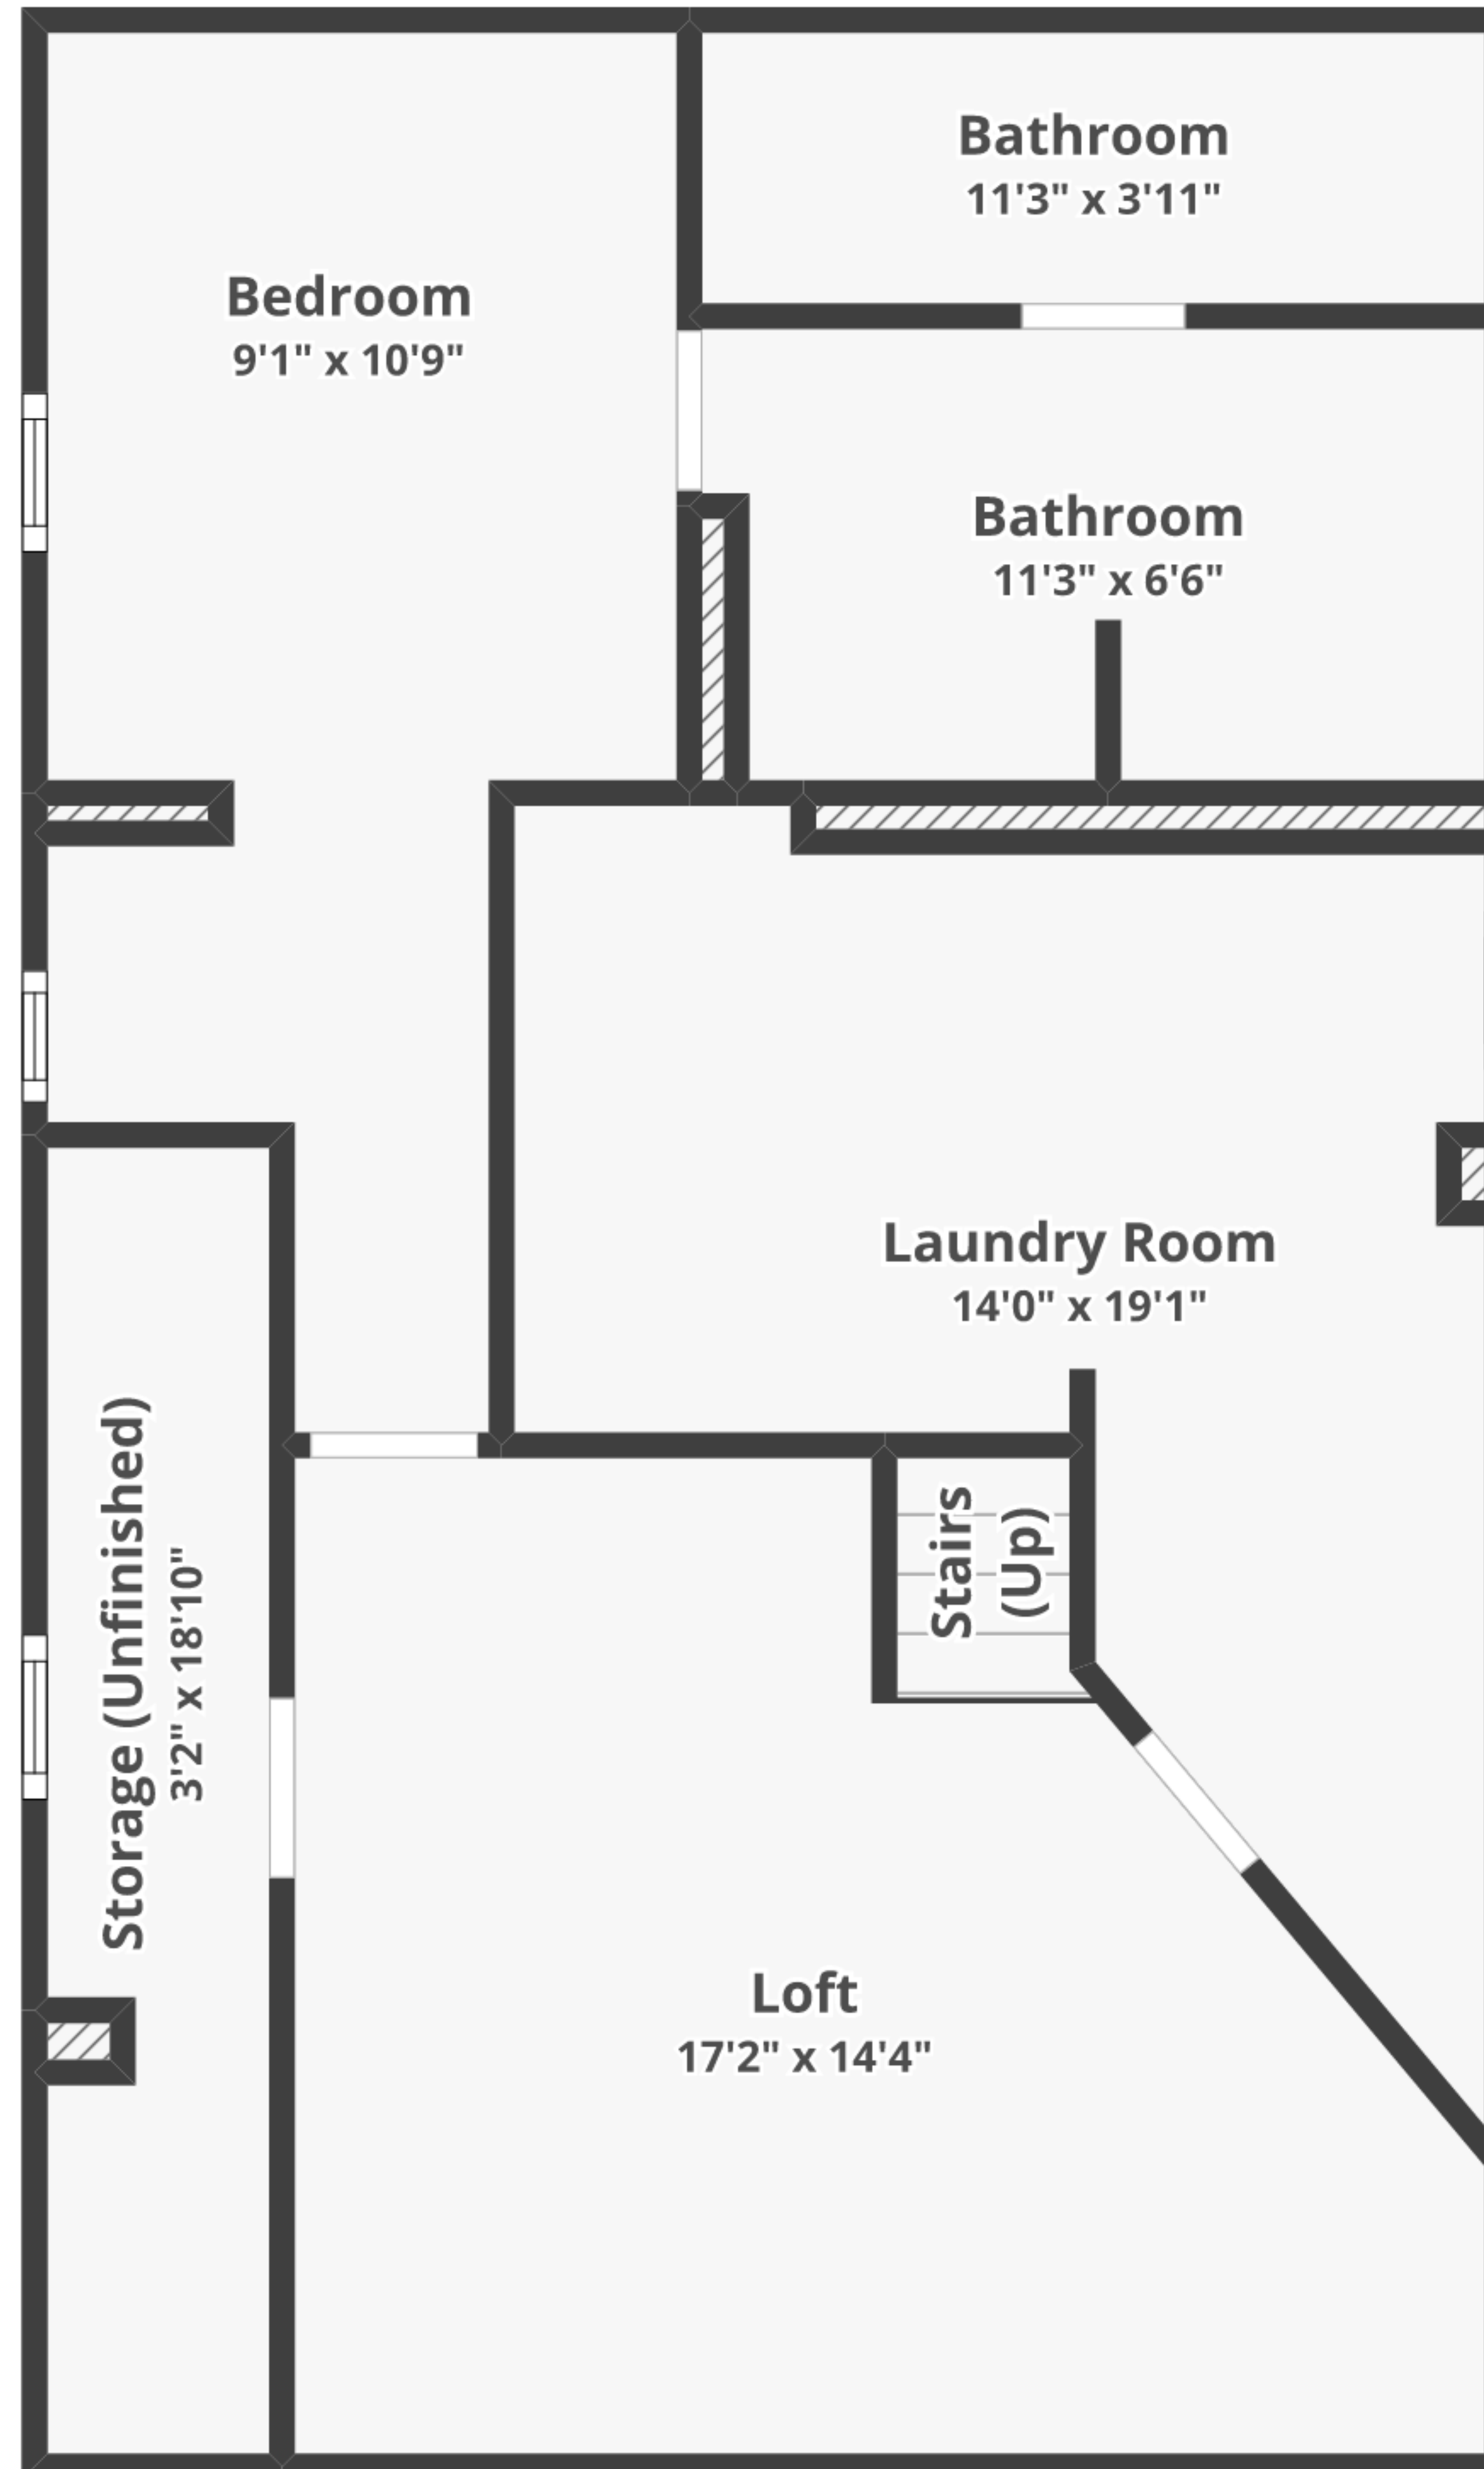 Bathroom
11'3" x 3'11"
Bedroom
9'1" x 10'9"
Bathroom
11'3" x 6'6"
Laundry Room
14'0" x 19'1"
Storage (Unfinished)
3'2" x 18'10"
Stairs
(Up)
Loft
17'2" x 14'4"